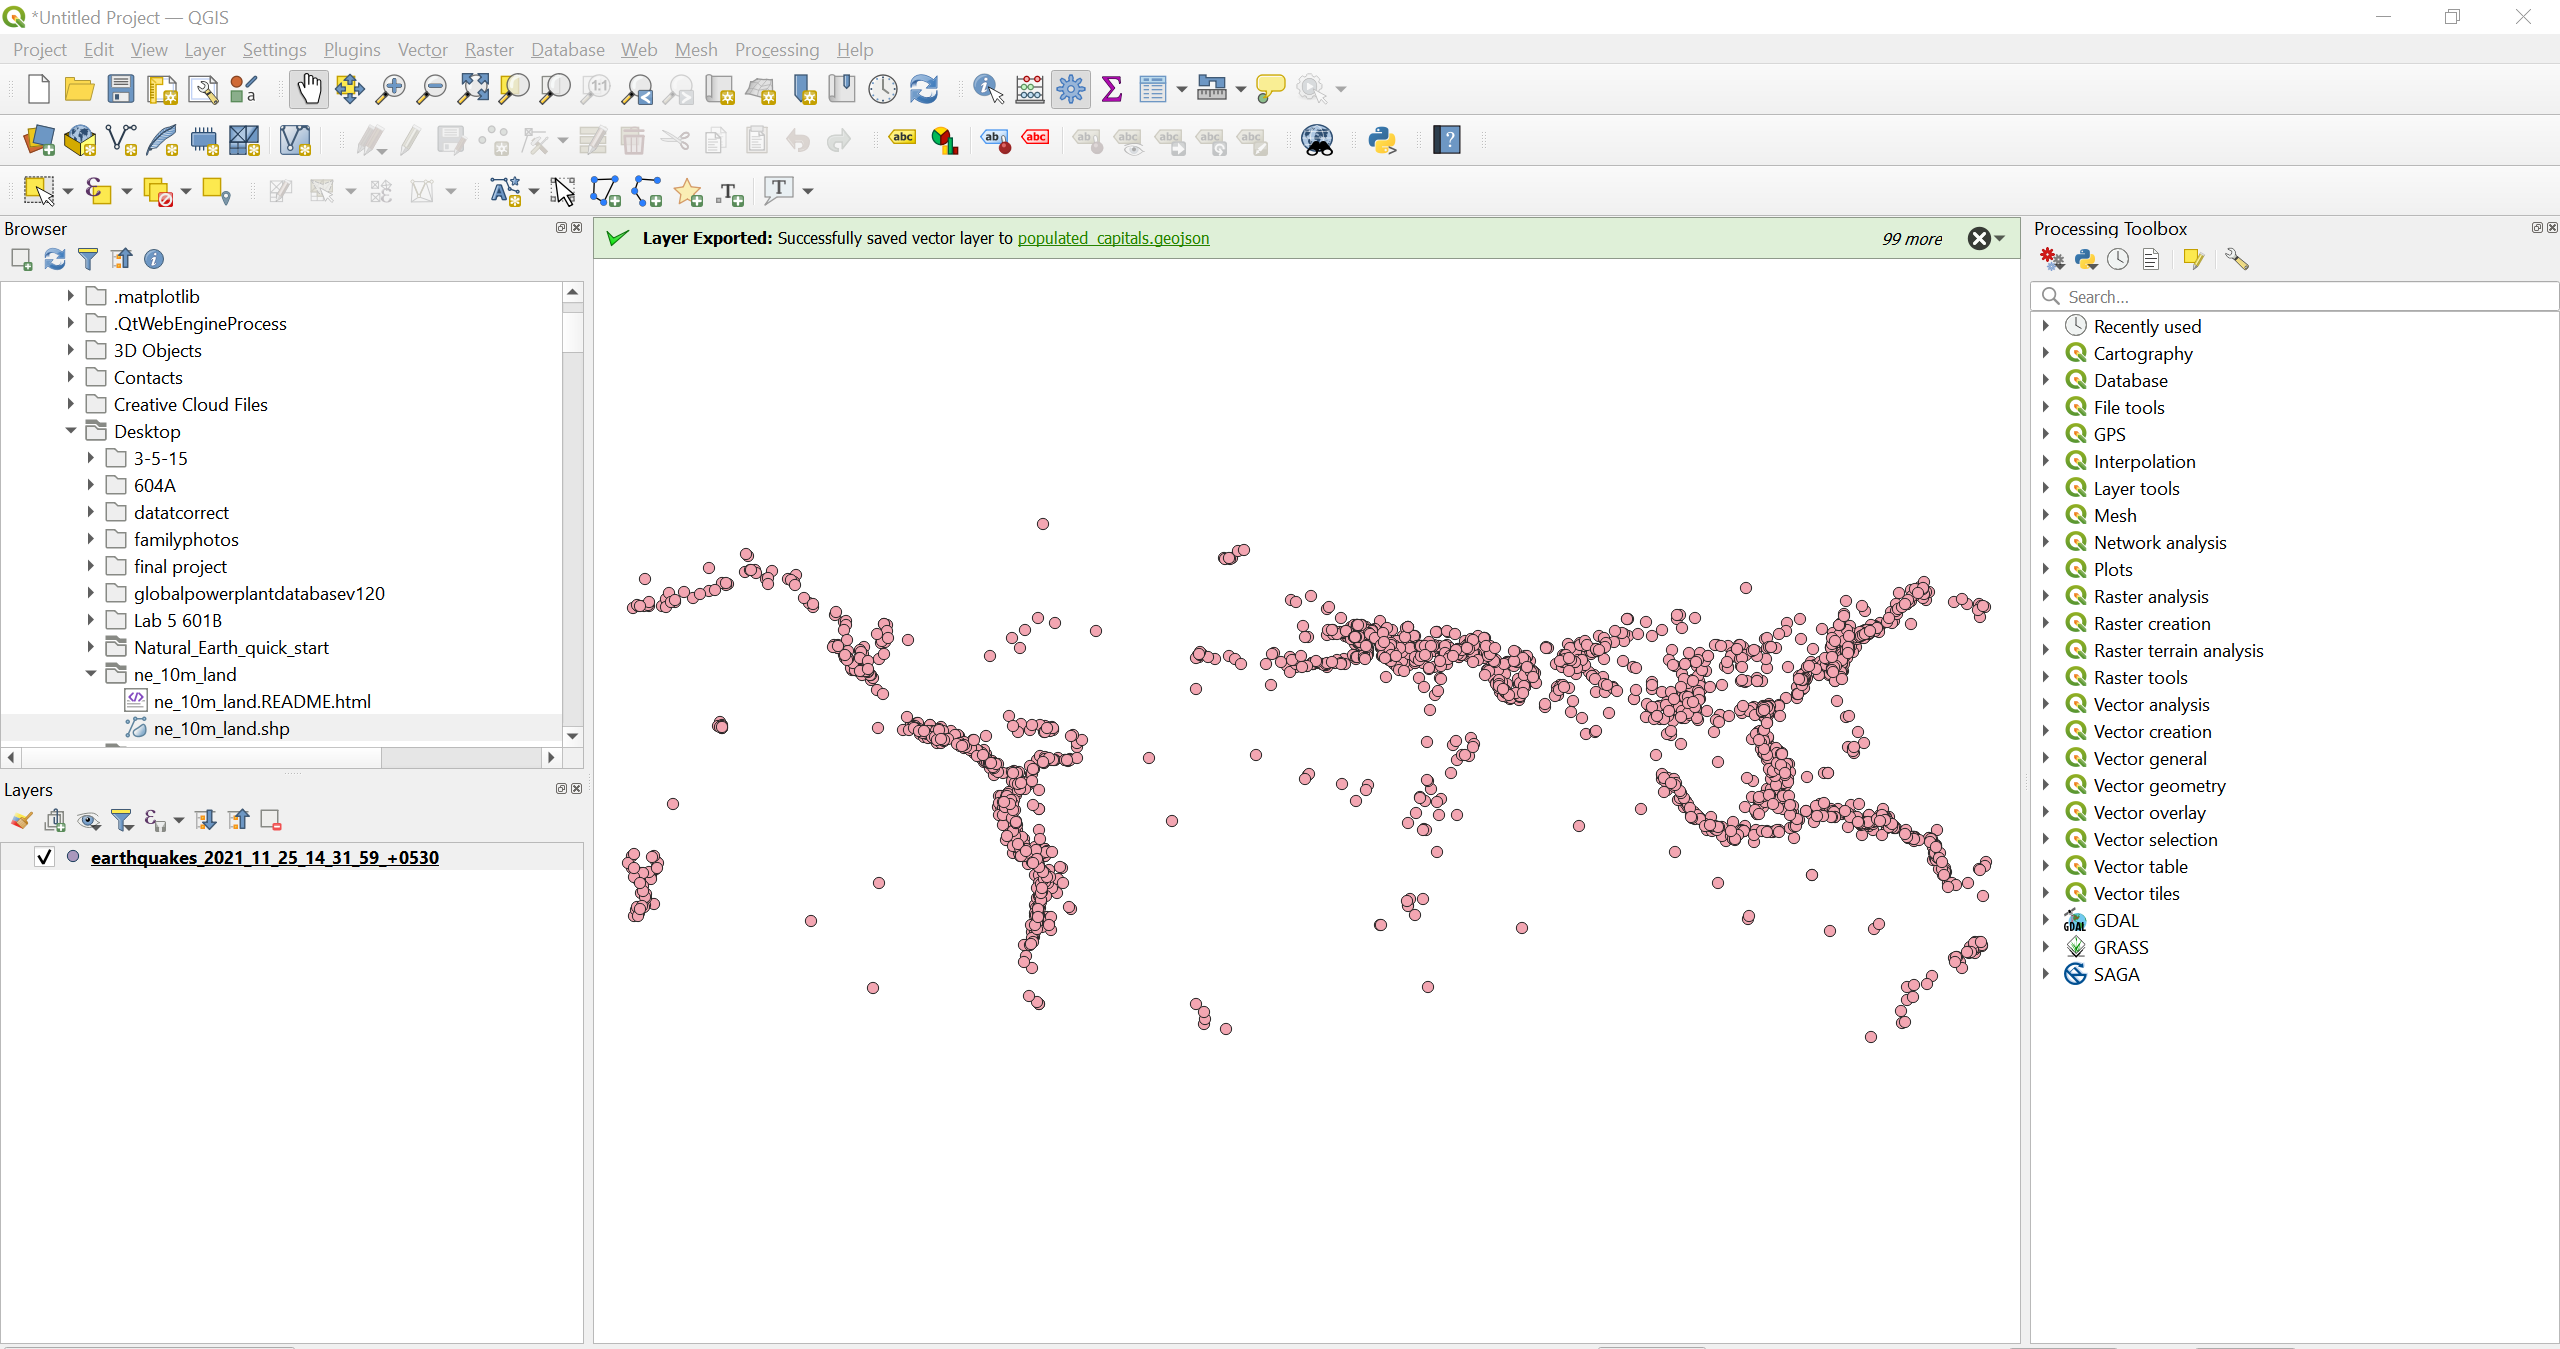 *Untitled Project — QGIS
Project Edit View Layer Settings Plugins Vector Raster Database Web Mesh Processing Help
Browser
.matplotlib
.QtWebEngineProcess
3D Objects
Contacts
Creative Cloud Files
Desktop
3-5-15
604A
datatcorrect
familyphotos
final project
globalpowerplantdatabasev120
Lab 5 601B
Natural_Earth_quick_start
ne_10m_land
ne_10m_land.README.html
ne_10m_land.shp
Layers
earthquakes_2021_11_25_14_31_59_+0530
Layer Exported: Successfully saved vector layer to populated_capitals.geojson 99 more
Processing Toolbox
Search...
Recently used
Cartography
Database
File tools
GPS
Interpolation
Layer tools
Mesh
Network analysis
Plots
Raster analysis
Raster creation
Raster terrain analysis
Raster tools
Vector analysis
Vector creation
Vector general
Vector geometry
Vector overlay
Vector selection
Vector table
Vector tiles
GDAL
GRASS
SAGA